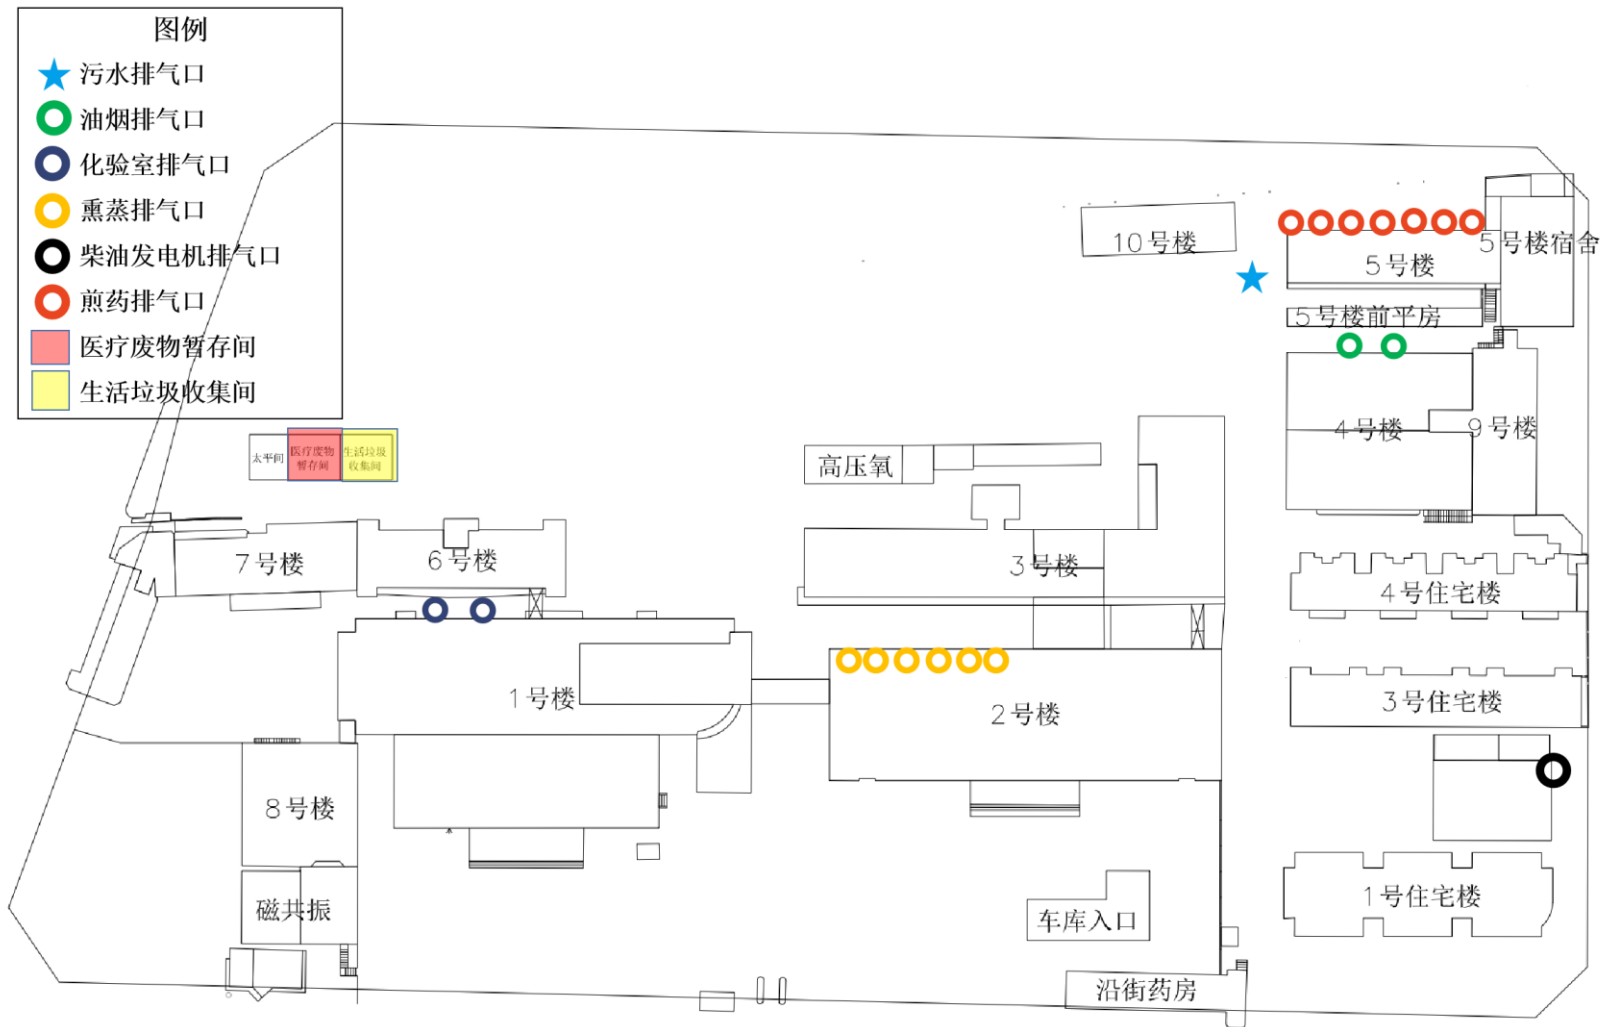 图例
污水排气口
油烟排气口
化验室排气口
熏蒸排气口
柴油发电机排气口
煎药排气口
医疗废物暂存间
生活垃圾收集间
10号楼
5号楼
5号楼宿舍
5号楼前平房
4号楼
9号楼
太平间
医疗废物
暂存间
生活垃圾
收集间
高压氧
7号楼
6号楼
3号楼
4号住宅楼
1号楼
2号楼
3号住宅楼
8号楼
1号住宅楼
磁共振
车库入口
沿街药房